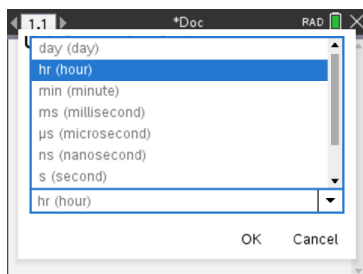 1.1 *Doc RAD
day (day)
hr (hour)
min (minute)
ms (millisecond)
µs (microsecond)
ns (nanosecond)
s (second)
hr (hour)
OK Cancel